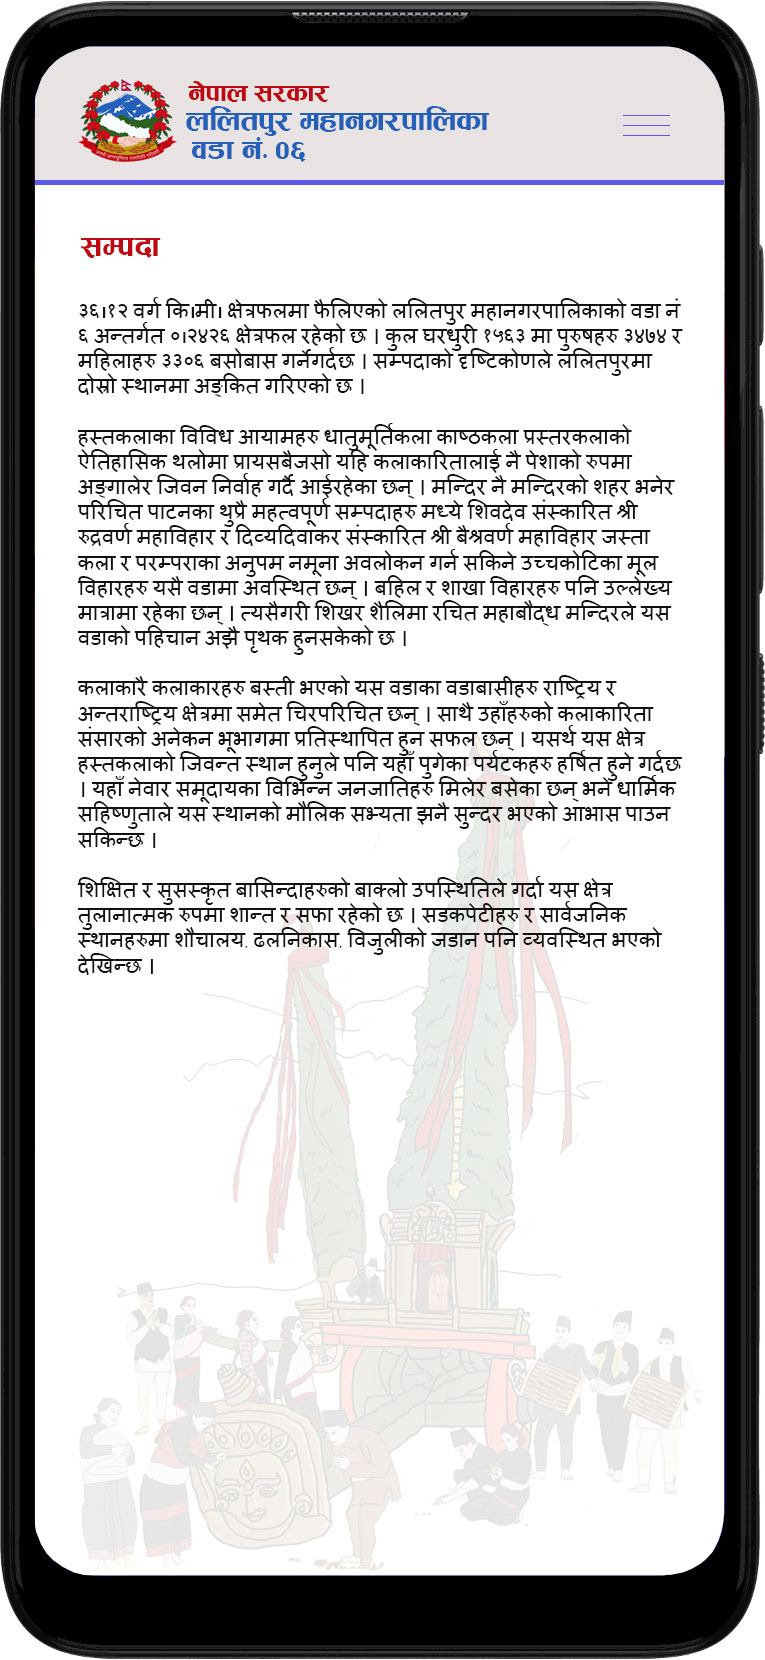 नेपाल सरकार
ललितपुर महानगरपालिका
वडा नं. ०६
सम्पदा
३६।१२ वर्ग कि।मी। क्षेत्रफलमा फैलिएको ललितपुर महानगरपालिकाको वडा नं
६ अन्तर्गत ०।२४२६ क्षेत्रफल रहेको छ । कुल घरधुरी १५६३ मा पुरुषहरु ३४७४ र
महिलाहरु ३३०६ बसोबास गर्नेगर्दछ । सम्पदाको दृष्टिकोणले ललितपुरमा
दोस्रो स्थानमा अङ्कित गरिएको छ ।
हस्तकलाका विविध आयामहरु धातुमूर्तिकला काष्ठकला प्रस्तरकलाको
ऐतिहासिक थलोमा प्रायसबैजसो यहि कलाकारितालाई नै पेशाको रुपमा
अङ्गालेर जिवन निर्वाह गर्दै आईरहेका छन् । मन्दिर नै मन्दिरको शहर भनेर
परिचित पाटनका थुप्रै महत्वपूर्ण सम्पदाहरु मध्ये शिवदेव संस्कारित श्री
रुद्रवर्ण महाविहार र दिव्यदिवाकर संस्कारित श्री बैश्रवर्ण महाविहार जस्ता
कला र परम्पराका अनुपम नमूना अवलोकन गर्न सकिने उच्चकोटिका मूल
विहारहरु यसै वडामा अवस्थित छन् । बहिल र शाखा विहारहरु पनि उल्लेख्य
मात्रामा रहेका छन् । त्यसैगरी शिखर शैलिमा रचित महाबौद्ध मन्दिरले यस
वडाको पहिचान अझै पृथक हुनसकेको छ ।
कलाकारै कलाकारहरु बस्ती भएको यस वडाका वडाबासीहरु राष्ट्रिय र
अन्तराष्ट्रिय क्षेत्रमा समेत चिरपरिचित छन् । साथै उहाँहरुको कलाकारिता
संसारको अनेकन भूभागमा प्रतिस्थापित हुन सफल छन् । यसर्थ यस क्षेत्र
हस्तकलाको जिवन्त स्थान हुनुले पनि यहाँ पुगेका पर्यटकहरु हर्षित हुने गर्दछ
। यहाँ नेवार समूदायका विभिन्न जनजातिहरु मिलेर बसेका छन् भने धार्मिक
सहिष्णुताले यस स्थानको मौलिक सभ्यता झनै सुन्दर भएको आभास पाउन
सकिन्छ ।
शिक्षित र सुसस्कृत बासिन्दाहरुको बाक्लो उपस्थितिले गर्दा यस क्षेत्र
तुलानात्मक रुपमा शान्त र सफा रहेको छ । सडकपेटीहरु र सार्वजनिक
स्थानहरुमा शौचालय, ढलनिकास, विजुलीको जडान पनि व्यवस्थित भएको
देखिन्छ ।